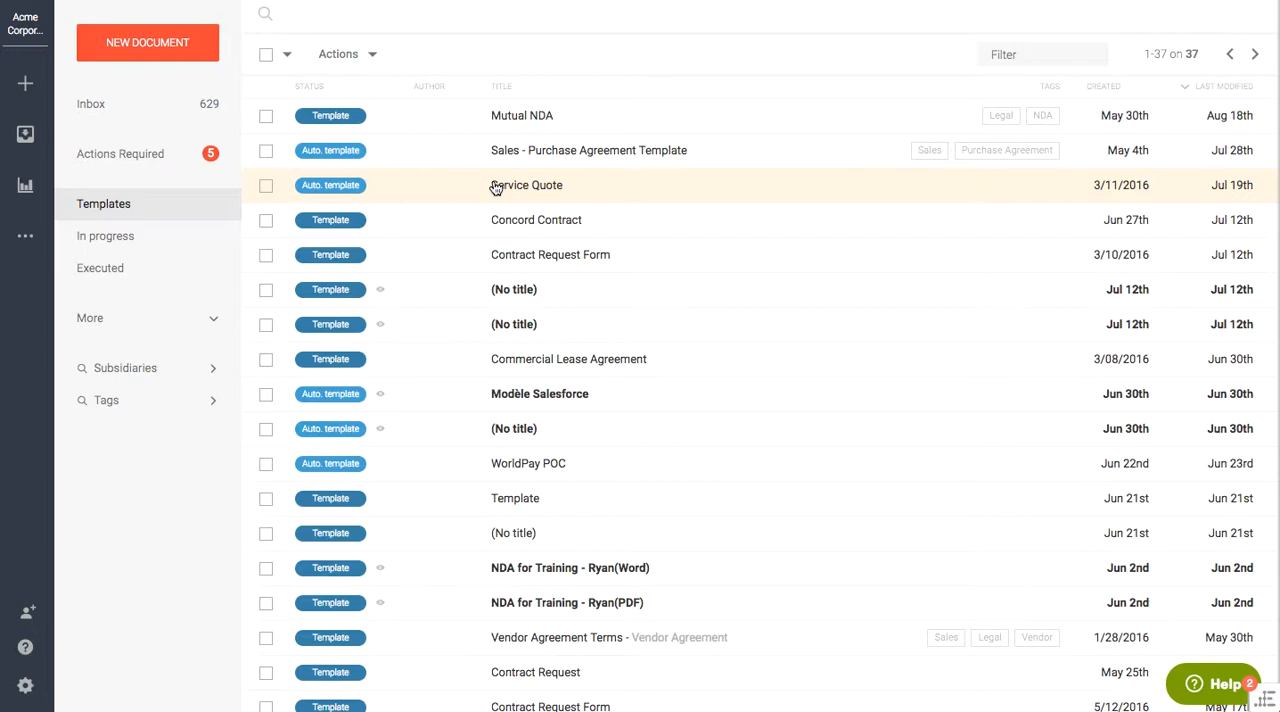 Acme
Corpor...
NEW DOCUMENT
Inbox 629
Actions Required 5
Templates
In progress
Executed
More
Subsidiaries
Tags
Actions Filter 1-37 on 37
STATUS AUTHOR TITLE TAGS CREATED LAST MODIFIED
Template Mutual NDA Legal NDA May 30th Aug 18th
Auto. template Sales - Purchase Agreement Template Sales Purchase Agreement May 4th Jul 28th
Auto. template Service Quote 3/11/2016 Jul 19th
Template Concord Contract Jun 27th Jul 12th
Template Contract Request Form 3/10/2016 Jul 12th
Template (No title) Jul 12th Jul 12th
Template (No title) Jul 12th Jul 12th
Template Commercial Lease Agreement 3/08/2016 Jun 30th
Auto. template Modèle Salesforce Jun 30th Jun 30th
Auto. template (No title) Jun 30th Jun 30th
Auto. template WorldPay POC Jun 22nd Jun 23rd
Template Template Jun 21st Jun 21st
Template (No title) Jun 21st Jun 21st
Template NDA for Training - Ryan(Word) Jun 2nd Jun 2nd
Template NDA for Training - Ryan(PDF) Jun 2nd Jun 2nd
Template Vendor Agreement Terms - Vendor Agreement Sales Legal Vendor 1/28/2016 May 30th
Template Contract Request May 25th
Template Contract Request Form 5/12/2016 May 17th
Help 2